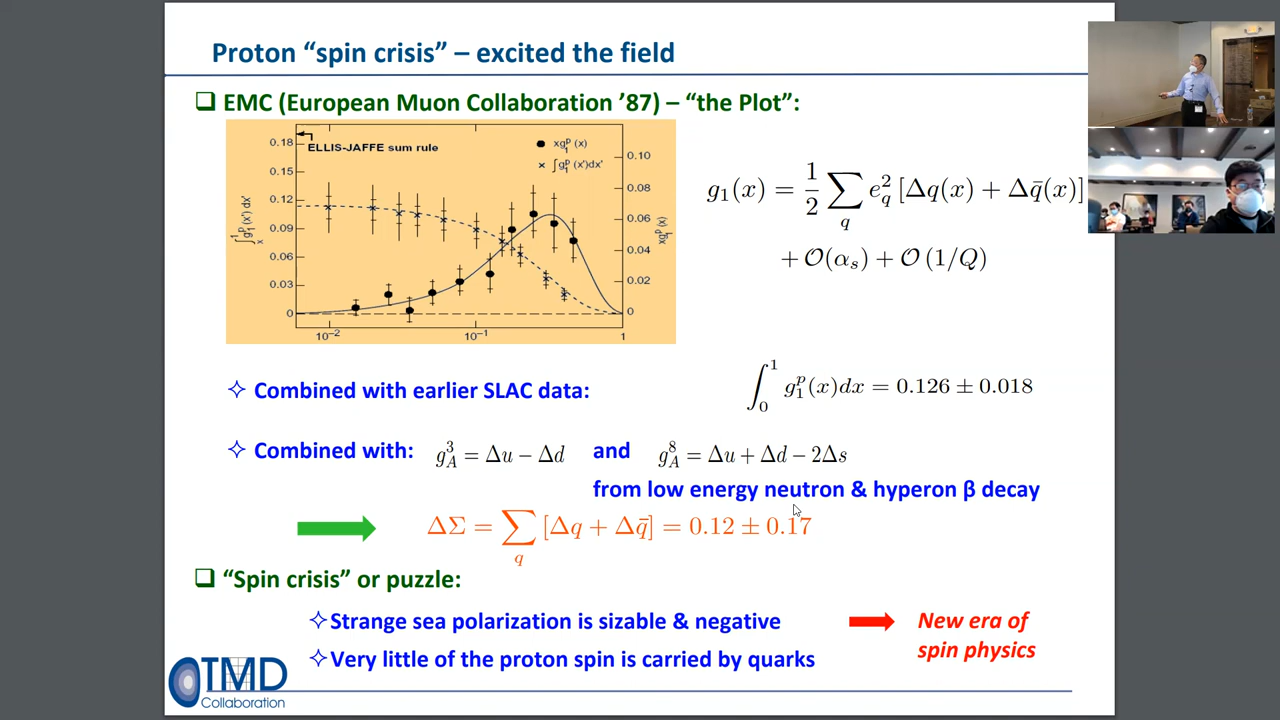 Proton “spin crisis” – excited the field
❑ EMC (European Muon Collaboration ’87) – “the Plot”:
ELLIS-JAFFE sum rule
● xg₁ᵖ(x)
× ∫g₁ᵖ(x')dx'
0.18
0.15
0.12
0.09
0.06
0.03
0
∫ₓ¹g₁ᵖ(x') dx'
0.10
0.08
0.06
0.04
0.02
0
xg₁ᵖ(x)
10⁻² 10⁻¹ 1
g₁(x) = 1/2 ∑_q e_q² [Δq(x) + Δq̄(x)]
+ 𝒪(αₛ) + 𝒪(1/Q)
✧ Combined with earlier SLAC data: ∫₀¹ g₁ᵖ(x)dx = 0.126 ± 0.018
✧ Combined with: g_A³ = Δu − Δd and g_A⁸ = Δu + Δd − 2Δs
from low energy neutron & hyperon β decay
ΔΣ = ∑_q [Δq + Δq̄] = 0.12 ± 0.17
❑ “Spin crisis” or puzzle:
✧Strange sea polarization is sizable & negative
✧Very little of the proton spin is carried by quarks
New era of
spin physics
TMD
Collaboration